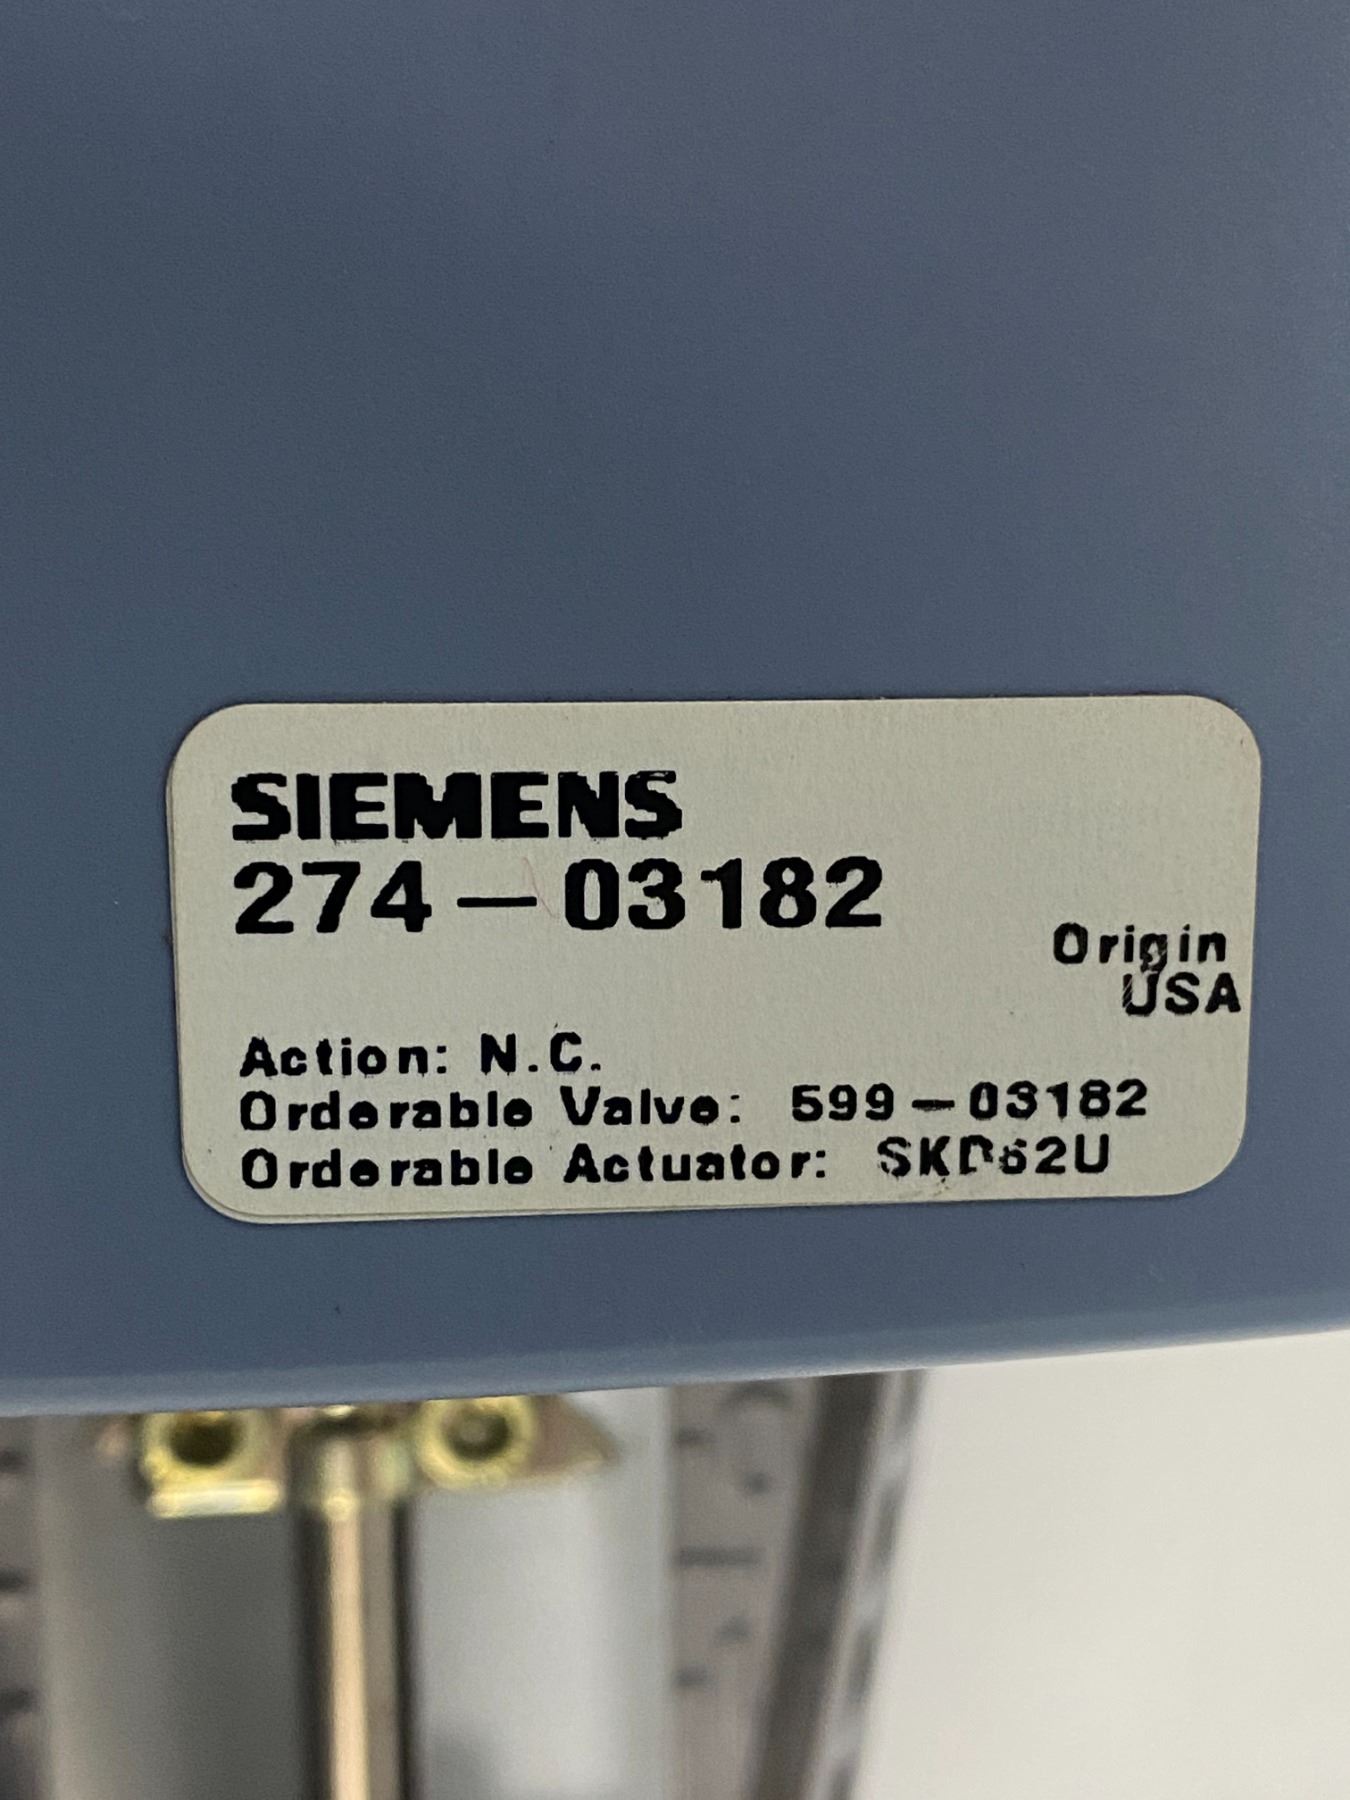 SIEMENS
274-03182
Origin
USA
Action: N.C.
Orderable Valve: 599-03182
Orderable Actuator: SKD62U